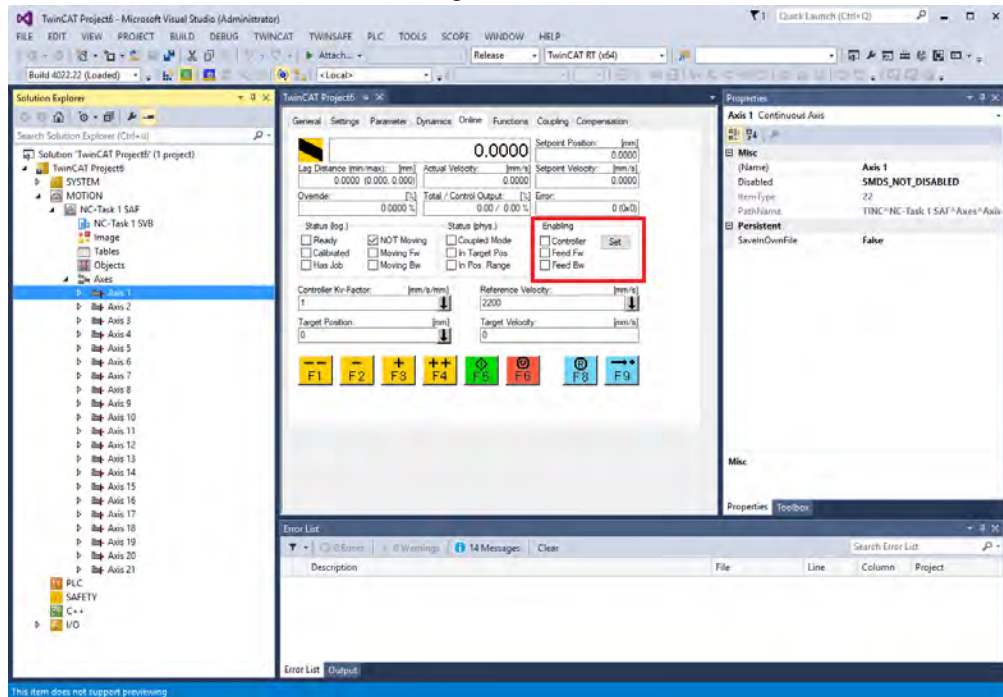 TwinCAT Project6 - Microsoft Visual Studio (Administrator)
1
Quick Launch (Ctrl+Q)
FILE EDIT VIEW PROJECT BUILD DEBUG TWINCAT TWINSAFE PLC TOOLS SCOPE WINDOW HELP
Attach...
Release
TwinCAT RT (x64)
Build 4022.22 (Loaded)
<Local>
Solution Explorer
Search Solution Explorer (Ctrl+ü)
Solution 'TwinCAT Project6' (1 project)
TwinCAT Project6
SYSTEM
MOTION
NC-Task 1 SAF
NC-Task 1 SVB
Image
Tables
Objects
Axes
Axis 1
Axis 2
Axis 3
Axis 4
Axis 5
Axis 6
Axis 7
Axis 8
Axis 9
Axis 10
Axis 11
Axis 12
Axis 13
Axis 14
Axis 15
Axis 16
Axis 17
Axis 18
Axis 19
Axis 20
Axis 21
PLC
SAFETY
C++
I/O
TwinCAT Project6
General Settings Parameter Dynamics Online Functions Coupling Compensation
0.0000
Setpoint Position: [mm]
0.0000
Lag Distance (min/max): [mm] Actual Velocity: [mm/s] Setpoint Velocity: [mm/s]
0.0000 (0.000, 0.000) 0.0000 0.0000
Override: [%] Total / Control Output: [%] Error:
0.0000 % 0.00 / 0.00 % 0 (0x0)
Status (log.) Status (phys.) Enabling
Ready NOT Moving Coupled Mode Controller Set
Calibrated Moving Fw In Target Pos. Feed Fw
Has Job Moving Bw In Pos. Range Feed Bw
Controller Kv-Factor: [mm/s/mm] Reference Velocity: [mm/s]
1 2200
Target Position: [mm] Target Velocity: [mm/s]
0 0
-- - + ++
F1 F2 F3 F4 F5 F6 F8 F9
Properties
Axis 1 Continuous Axis
Misc
(Name) Axis 1
Disabled SMDS_NOT_DISABLED
ItemType 22
PathName TINC^NC-Task 1 SAF^Axes^Axis
Persistent
SaveInOwnFile False
Misc
Properties Toolbox
Error List
0 Errors 0 Warnings 14 Messages Clear
Search Error List
Description File Line Column Project
Error List Output
This item does not support previewing